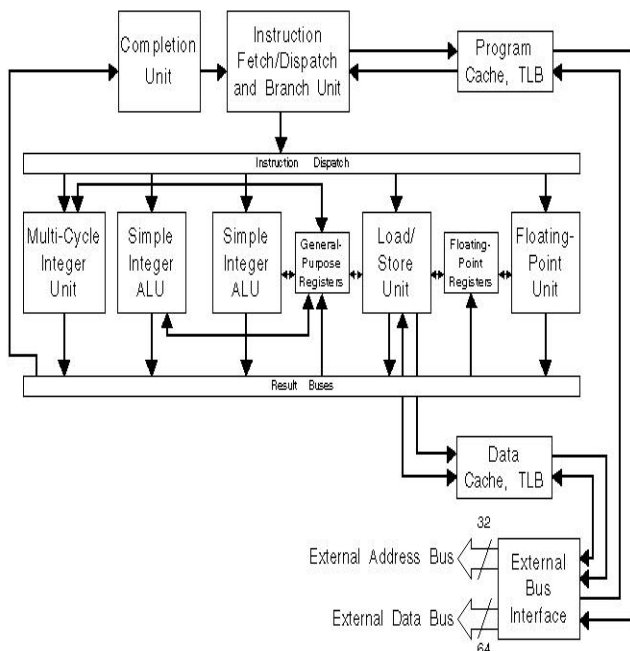 Completion
Unit
Instruction
Fetch/Dispatch
and Branch Unit
Program
Cache, TLB
Instruction Dispatch
Multi-Cycle
Integer
Unit
Simple
Integer
ALU
Simple
Integer
ALU
General-
Purpose
Registers
Load/
Store
Unit
Floating-
Point
Registers
Floating-
Point Unit
Result Buses
Data
Cache, TLB
32
External Address Bus
External
Bus
Interface
External Data Bus
64